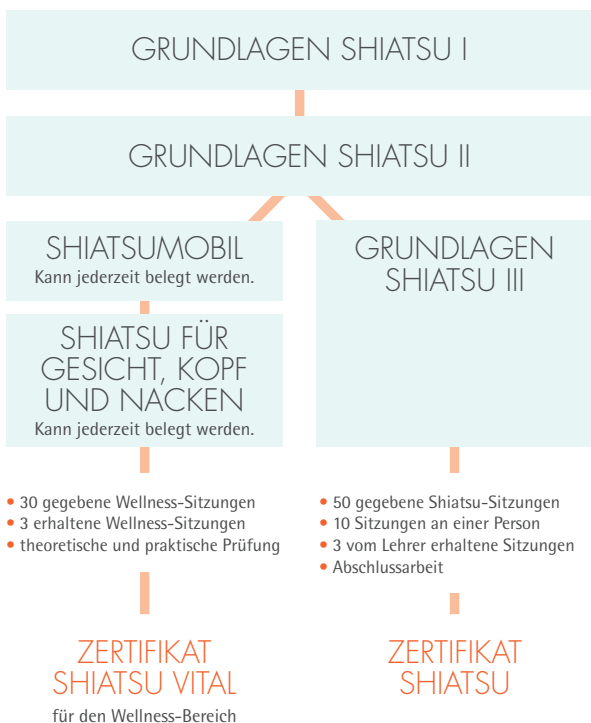 GRUNDLAGEN SHIATSU I
GRUNDLAGEN SHIATSU II
SHIATSUMOBIL
Kann jederzeit belegt werden.
SHIATSU FÜR
GESICHT, KOPF
UND NACKEN
Kann jederzeit belegt werden.
• 30 gegebene Wellness-Sitzungen
• 3 erhaltene Wellness-Sitzungen
• theoretische und praktische Prüfung
ZERTIFIKAT
SHIATSU VITAL
für den Wellness-Bereich
GRUNDLAGEN
SHIATSU III
• 50 gegebene Shiatsu-Sitzungen
• 10 Sitzungen an einer Person
• 3 vom Lehrer erhaltene Sitzungen
• Abschlussarbeit
ZERTIFIKAT
SHIATSU